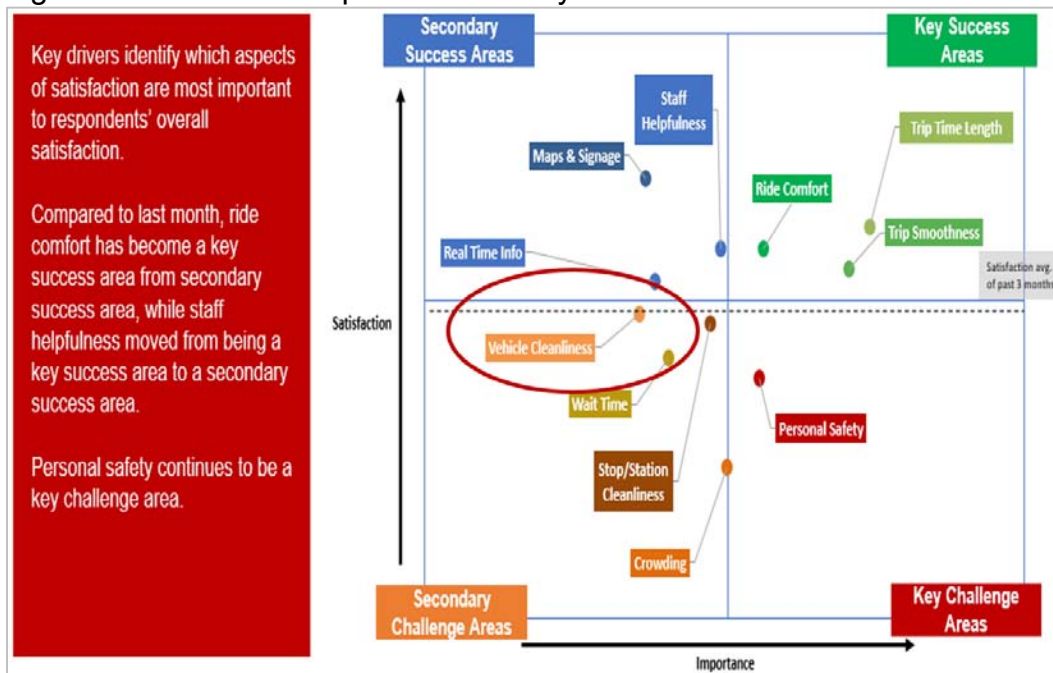 Key drivers identify which aspects
of satisfaction are most important
to respondents' overall
satisfaction.
Compared to last month, ride
comfort has become a key
success area from secondary
success area, while staff
helpfulness moved from being a
key success area to a secondary
success area.
Personal safety continues to be a
key challenge area.
Secondary
Success Areas
Key Success
Areas
Staff
Helpfulness
Trip Time Length
Maps & Signage
Ride Comfort
Trip Smoothness
Real Time Info
Satisfaction avg.
of past 3 months
Satisfaction
Vehicle Cleanliness
Wait Time
Personal Safety
Stop/Station
Cleanliness
Crowding
Secondary
Challenge Areas
Key Challenge
Areas
Importance